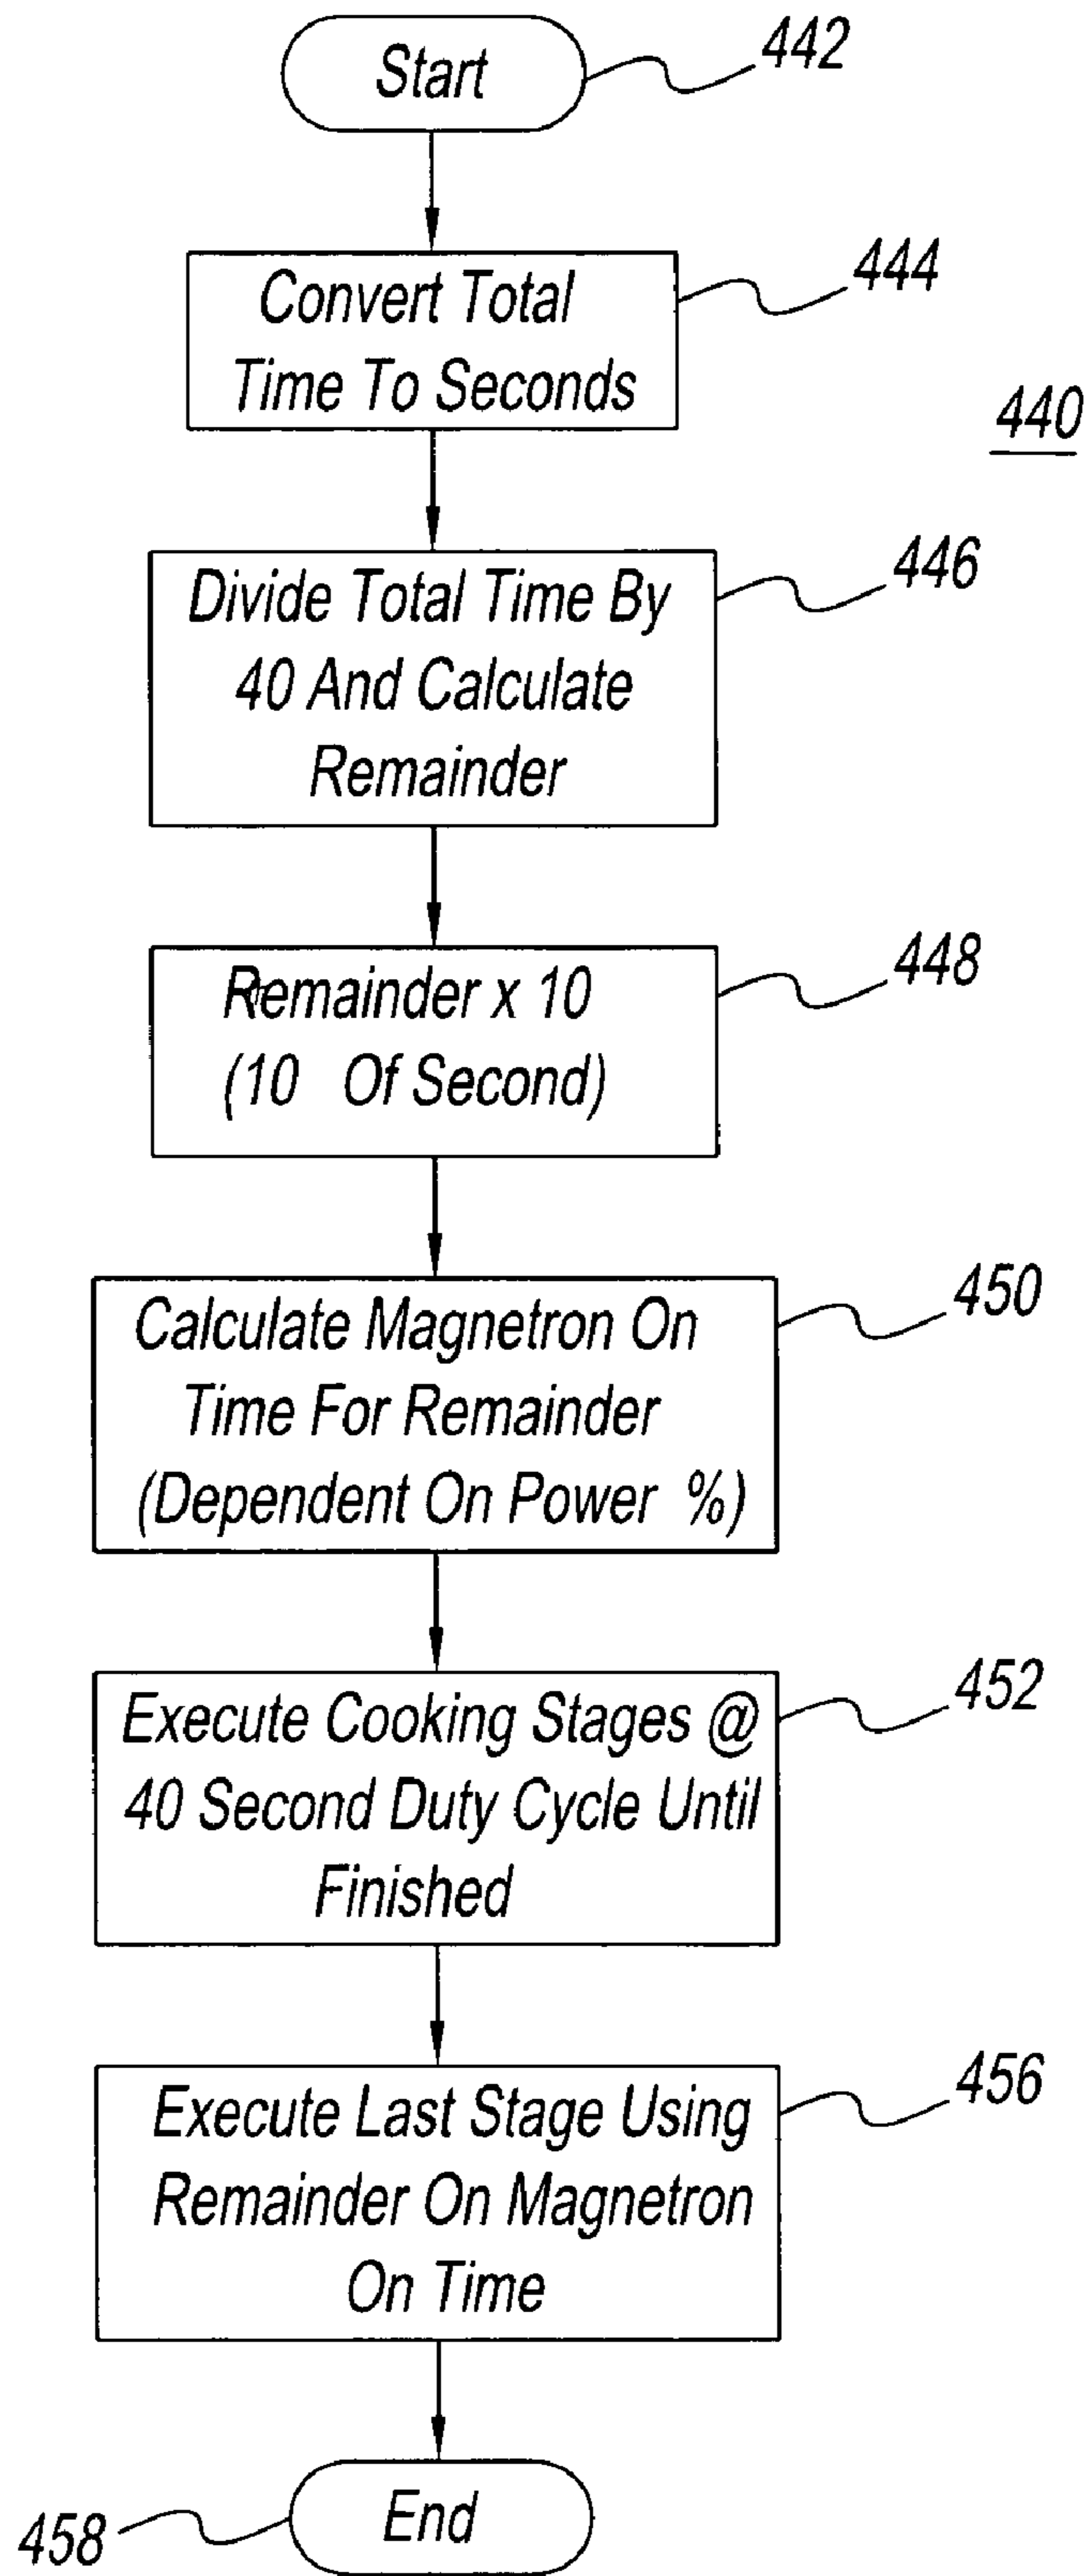 Start
442
Convert Total
Time To Seconds
444
440
Divide Total Time By
40 And Calculate
Remainder
446
Remainder x 10
(10 Of Second)
448
Calculate Magnetron On
Time For Remainder
(Dependent On Power %)
450
Execute Cooking Stages @
40 Second Duty Cycle Until
Finished
452
Execute Last Stage Using
Remainder On Magnetron
On Time
456
End
458